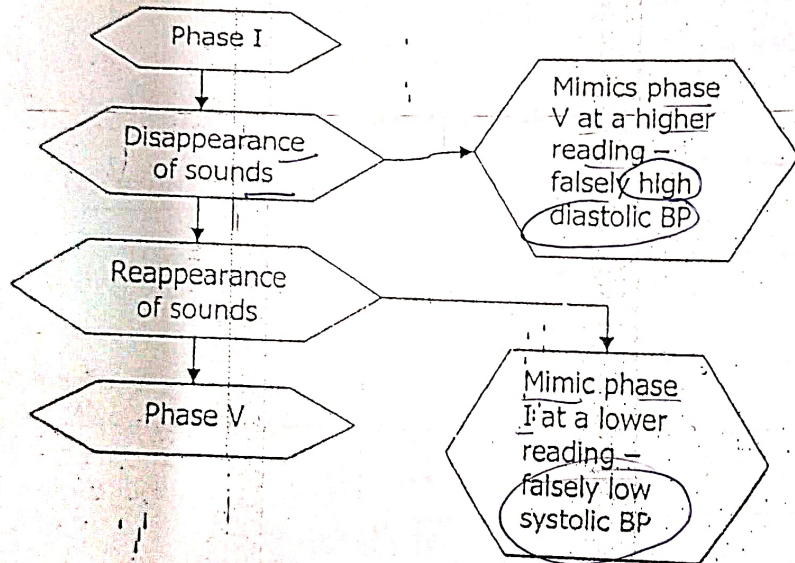 Phase I
Disappearance
of sounds
Mimics phase
V at a higher
reading –
falsely high
diastolic BP
Reappearance
of sounds
Phase V
Mimic phase
I at a lower
reading –
falsely low
systolic BP